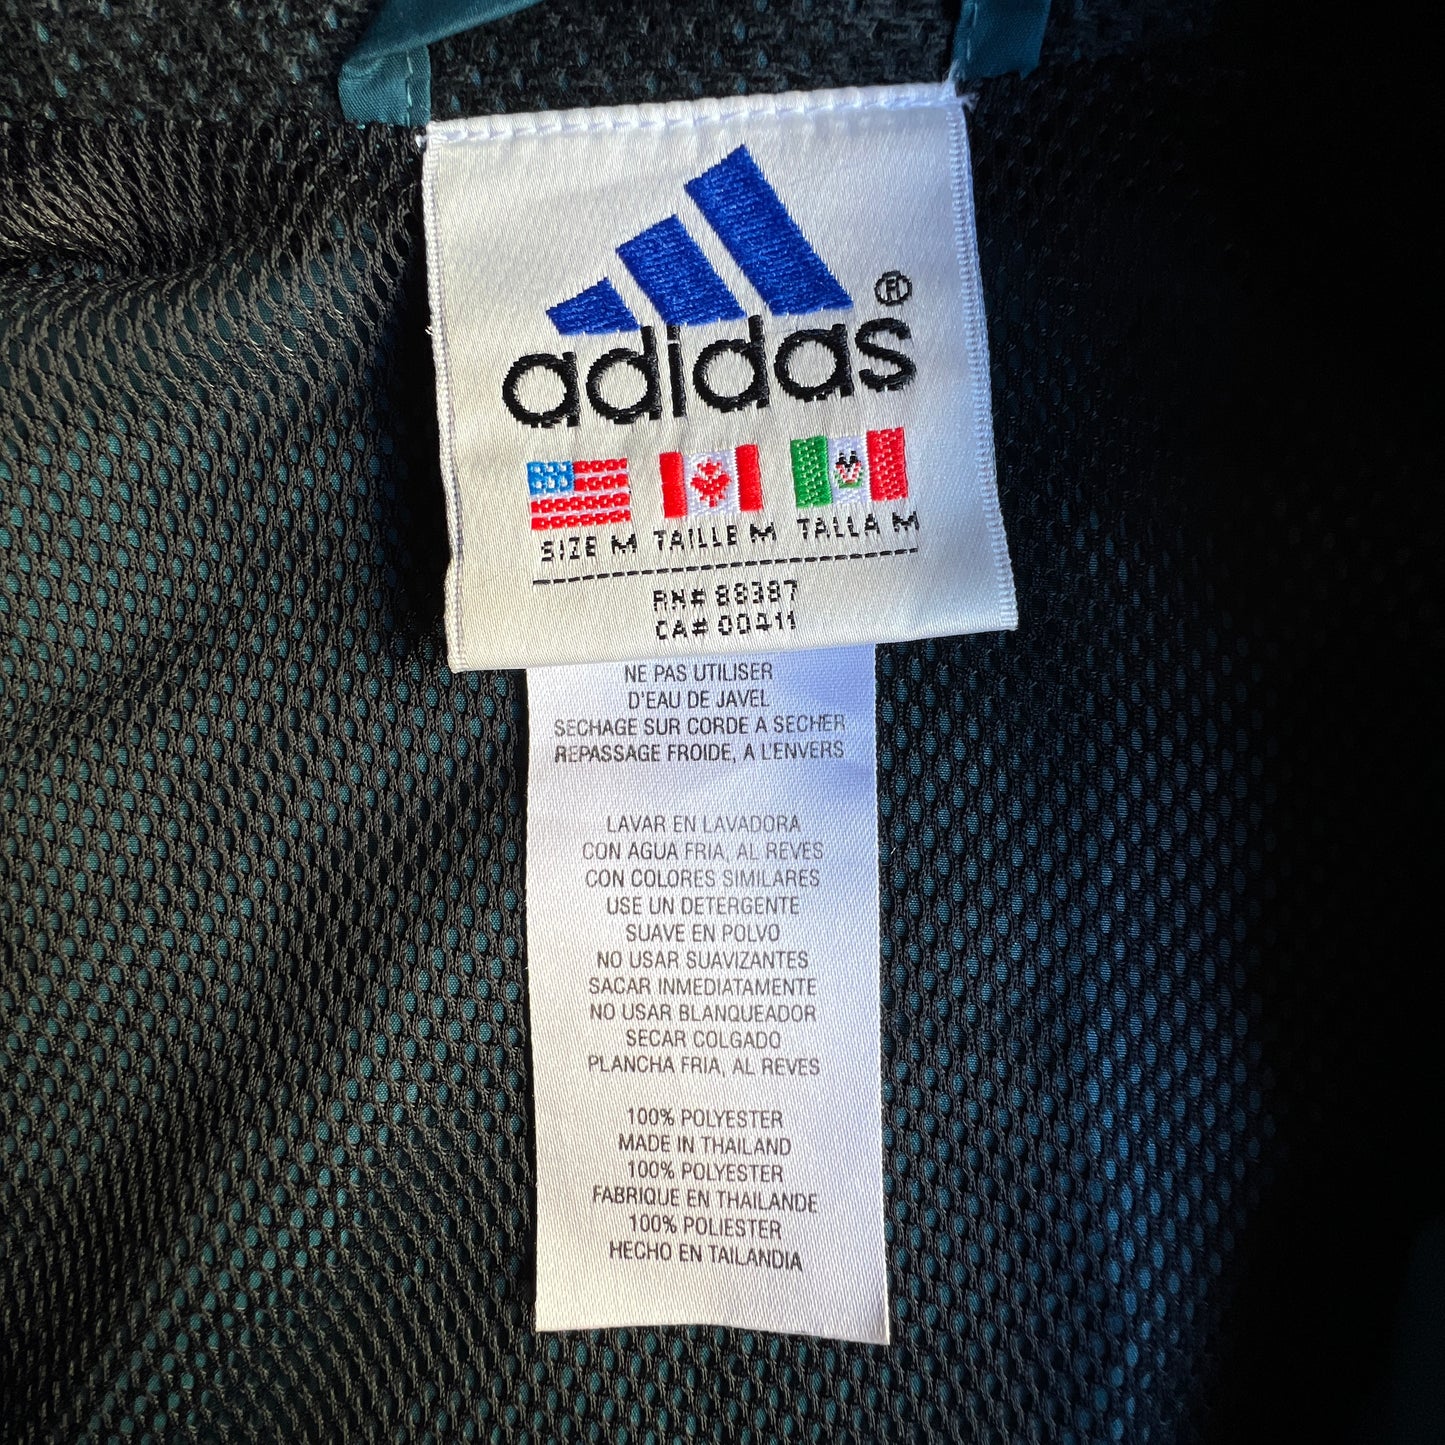 adidas®
SIZE M TAILLE M TALLA M
RN# 88387
CA# 00411
NE PAS UTILISER
D'EAU DE JAVEL
SECHAGE SUR CORDE A SECHER
REPASSAGE FROIDE, A L'ENVERS
LAVAR EN LAVADORA
CON AGUA FRIA, AL REVES
CON COLORES SIMILARES
USE UN DETERGENTE
SUAVE EN POLVO
NO USAR SUAVIZANTES
SACAR INMEDIATAMENTE
NO USAR BLANQUEADOR
SECAR COLGADO
PLANCHA FRIA, AL REVES
100% POLYESTER
MADE IN THAILAND
100% POLYESTER
FABRIQUE EN THAILANDE
100% POLIESTER
HECHO EN TAILANDIA